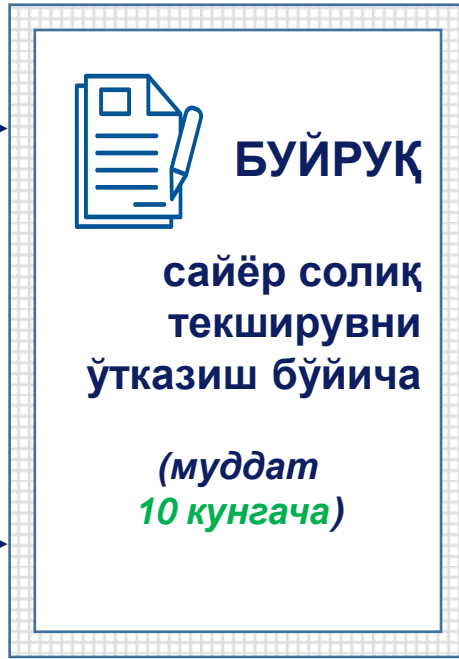 БУЙРУҚ
сайёр солиқ
текширувни
ўтказиш бўйича
(муддат
10 кунгача)